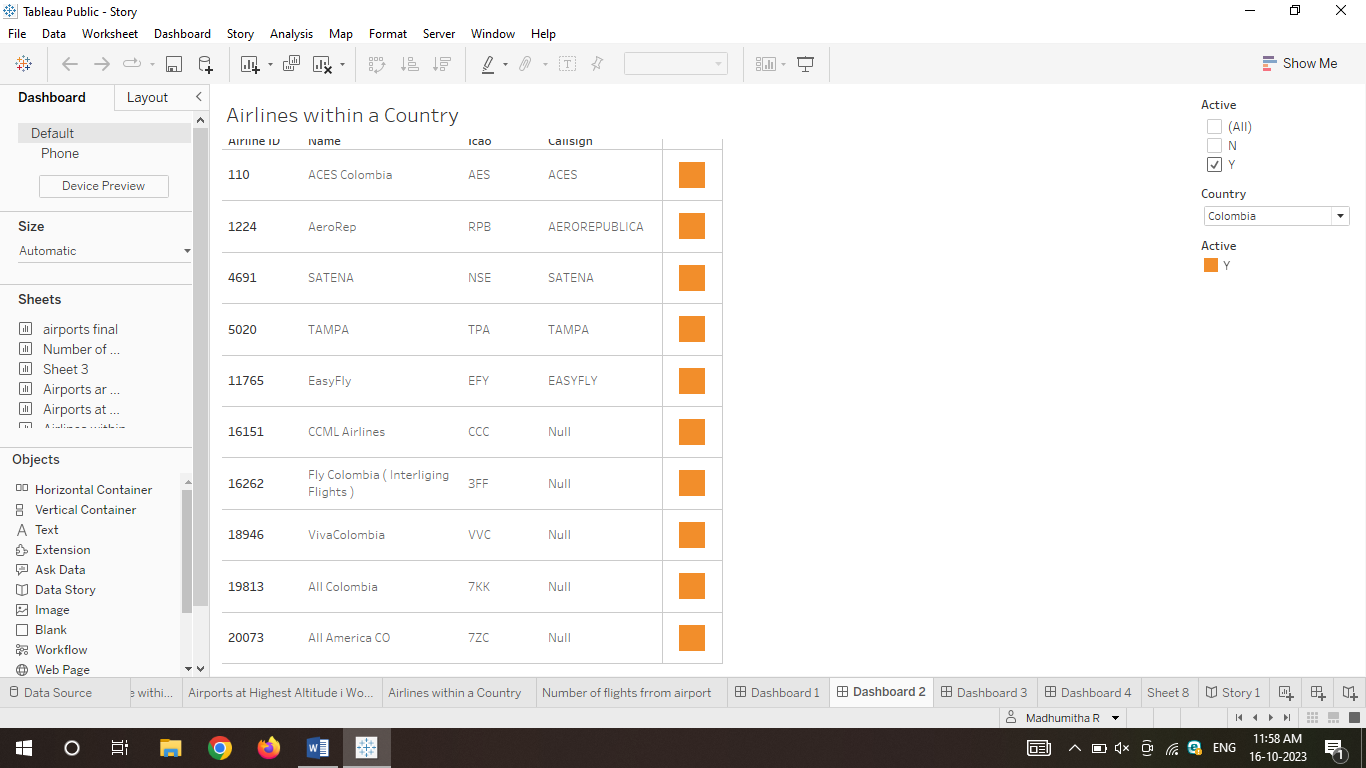 Tableau Public - Story
File Data Worksheet Dashboard Story Analysis Map Format Server Window Help
Show Me
Dashboard Layout
Default
Phone
Device Preview
Size
Automatic
Sheets
airports final
Number of ...
Sheet 3
Airports ar ...
Airports at ...
Airlines within
Objects
Horizontal Container
Vertical Container
Text
Extension
Ask Data
Data Story
Image
Blank
Workflow
Web Page
Airlines within a Country
Airline ID Name Icao Callsign
110 ACES Colombia AES ACES
1224 AeroRep RPB AEROREPUBLICA
4691 SATENA NSE SATENA
5020 TAMPA TPA TAMPA
11765 EasyFly EFY EASYFLY
16151 CCML Airlines CCC Null
16262 Fly Colombia ( Interliging 3FF Null
Flights )
18946 VivaColombia VVC Null
19813 All Colombia 7KK Null
20073 All America CO 7ZC Null
Active
(All)
N
Y
Country
Colombia
Active
Y
Data Source e withi... Airports at Highest Altitude i Wo... Airlines within a Country Number of flights frrom airport Dashboard 1 Dashboard 2 Dashboard 3 Dashboard 4 Sheet 8 Story 1
Madhumitha R
ENG 11:58 AM
16-10-2023 1